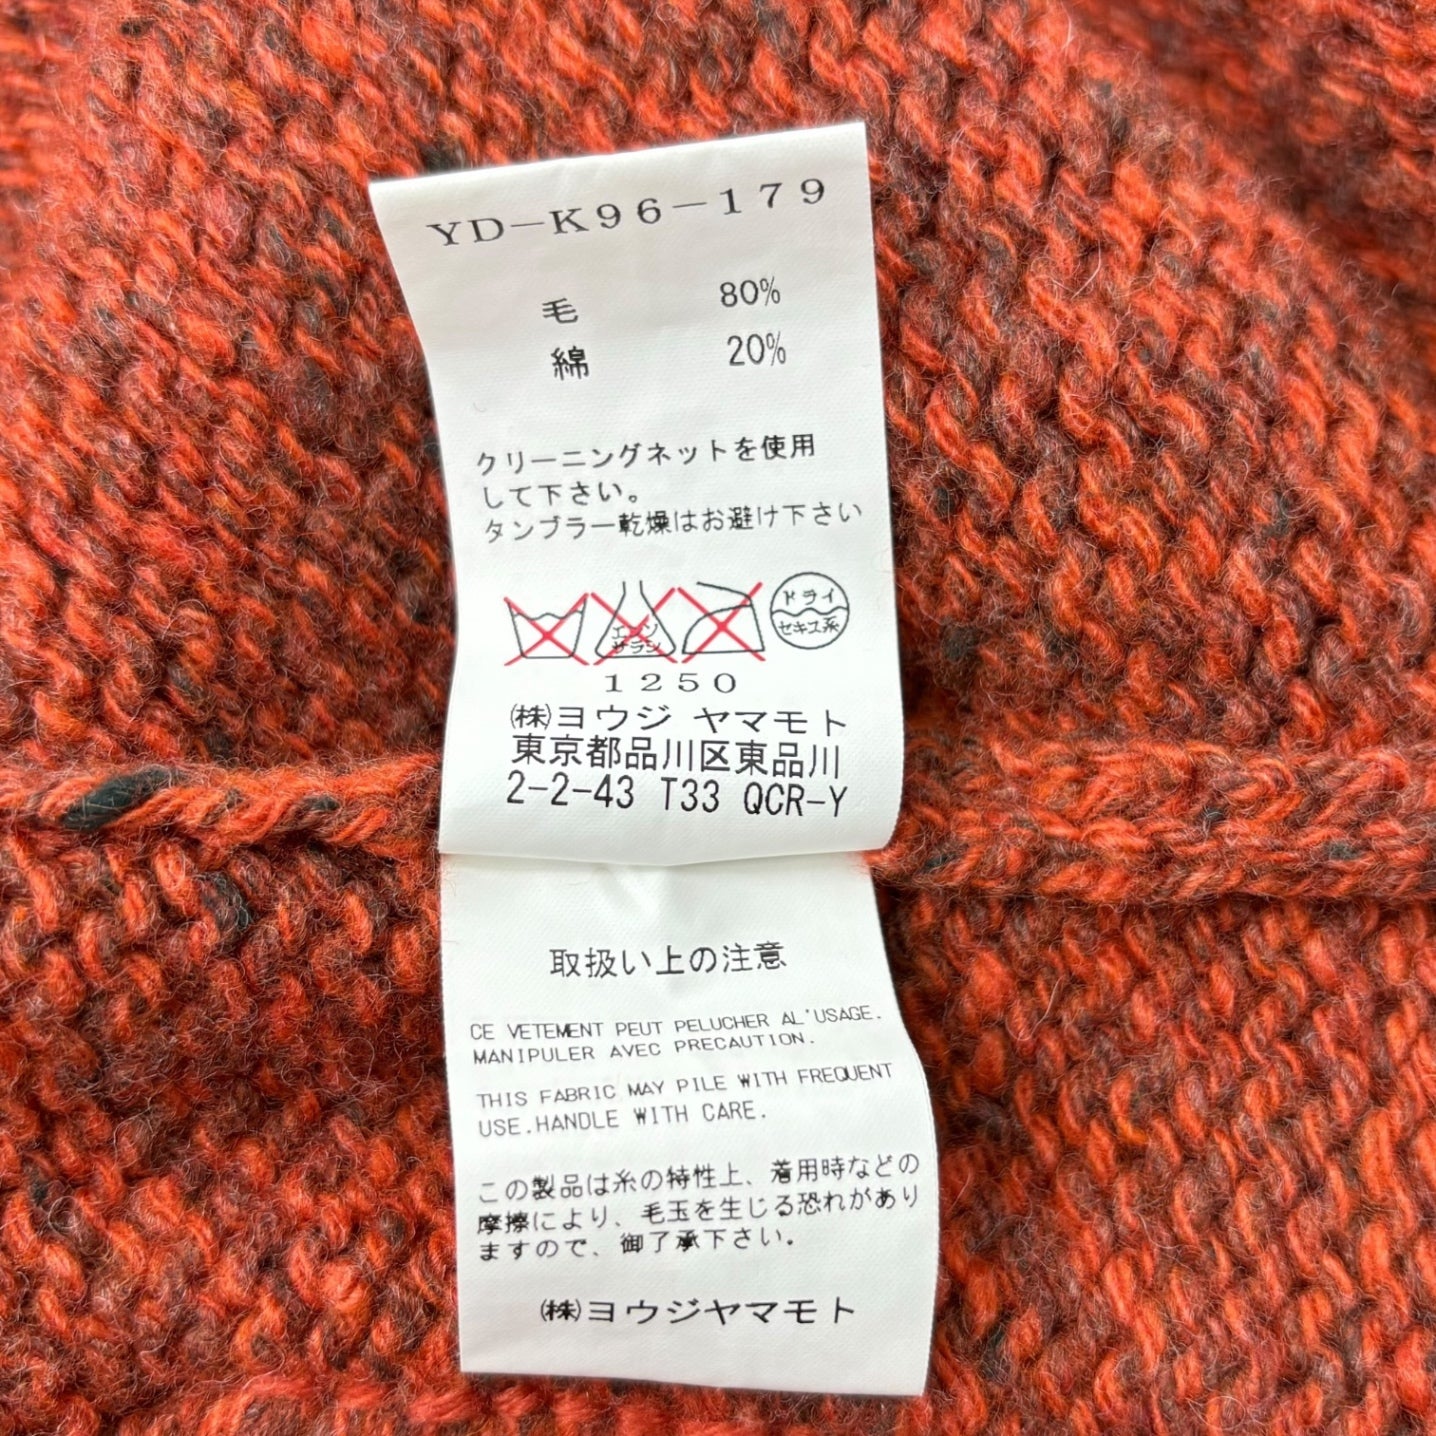 YD-K96-179
毛 80%
綿 20%
クリーニングネットを使用
して下さい。
タンブラー乾燥はお避け下さい
エンソ
サラシ
ドライ
セキユ系
1250
㈱ヨウジ ヤマモト
東京都品川区東品川
2-2-43 T33 QCR-Y
取扱い上の注意
CE VETEMENT PEUT PELUCHER AL'USAGE.
MANIPULER AVEC PRECAUTION.
THIS FABRIC MAY PILE WITH FREQUENT
USE.HANDLE WITH CARE.
この製品は糸の特性上、着用時などの
摩擦により、毛玉を生じる恐れがあり
ますので、御了承下さい。
㈱ヨウジヤマモト